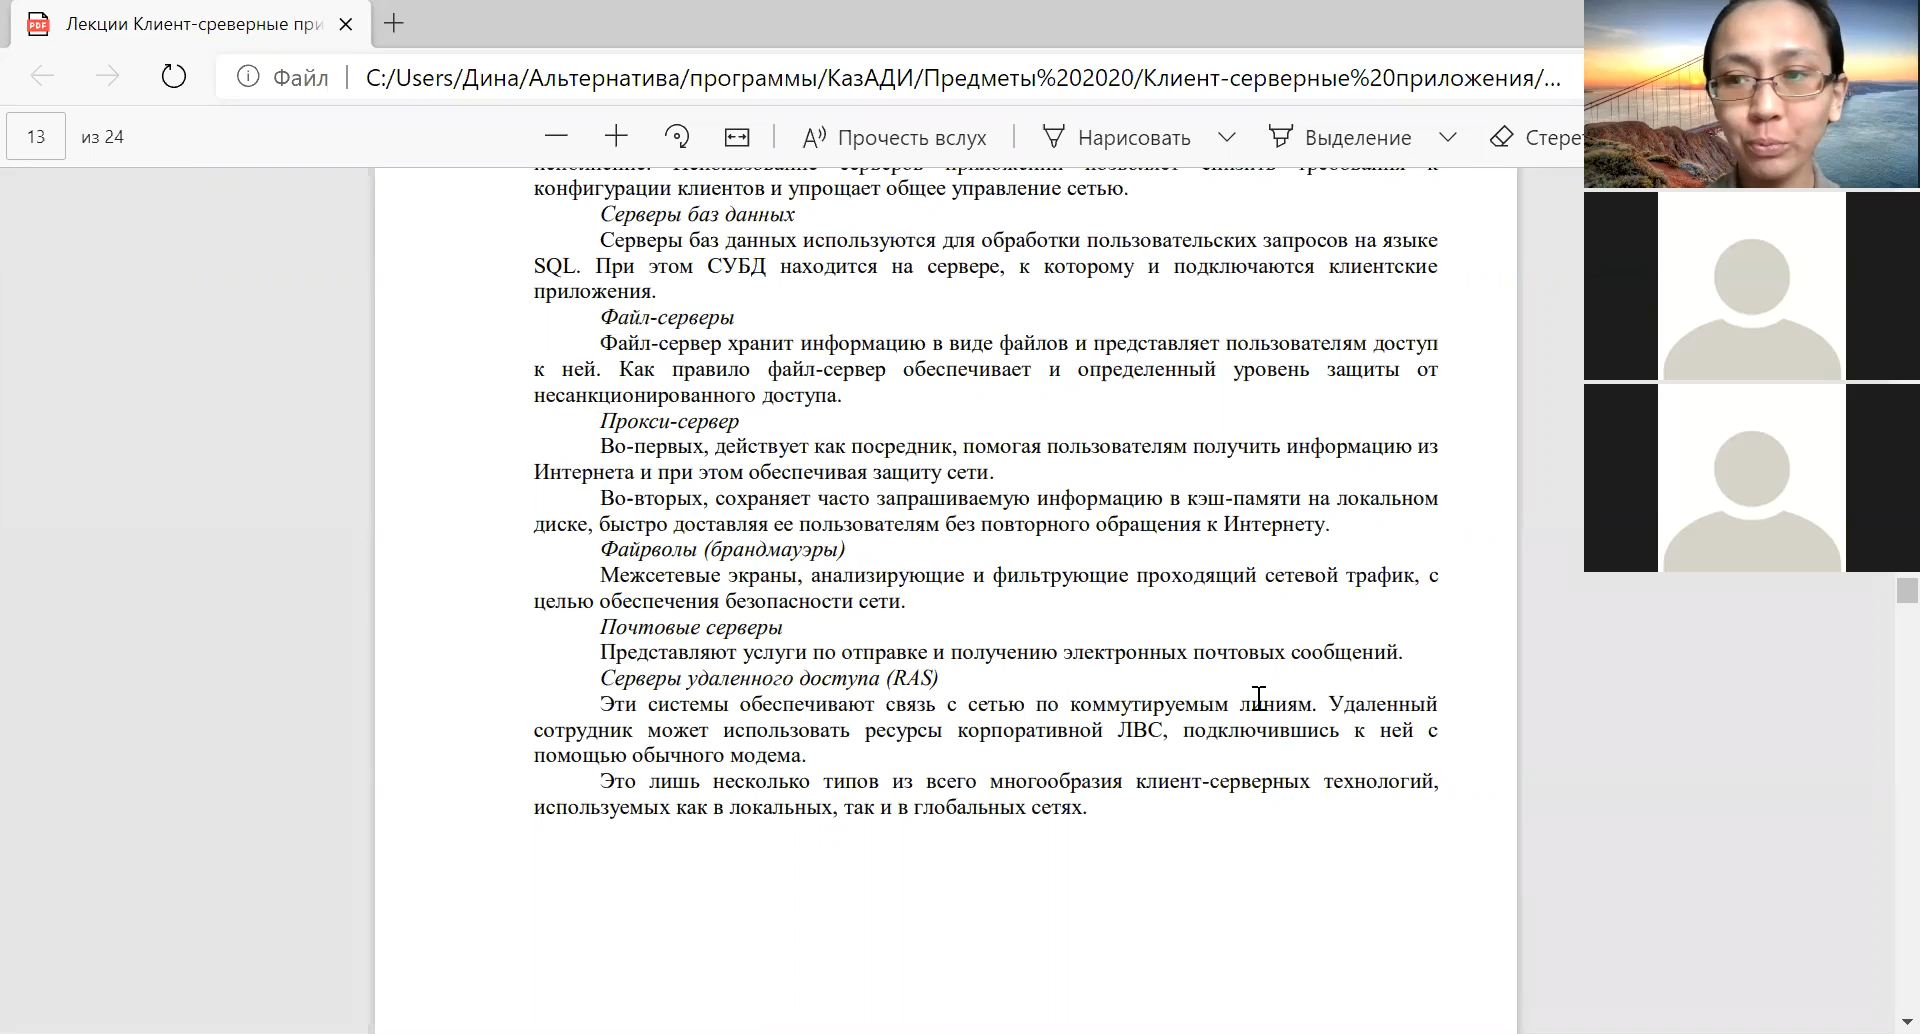 Лекции Клиент-среверные при
Файл
C:/Users/Дина/Альтернатива/программы/КазАДИ/Предметы%202020/Клиент-серверные%20приложения/...
13 из 24
Прочесть вслух
Нарисовать
Выделение
Стерет
исполнение. Использование серверов приложений позволяет снизить требования к
конфигурации клиентов и упрощает общее управление сетью.
Серверы баз данных
Серверы баз данных используются для обработки пользовательских запросов на языке
SQL. При этом СУБД находится на сервере, к которому и подключаются клиентские
приложения.
Файл-серверы
Файл-сервер хранит информацию в виде файлов и представляет пользователям доступ
к ней. Как правило файл-сервер обеспечивает и определенный уровень защиты от
несанкционированного доступа.
Прокси-сервер
Во-первых, действует как посредник, помогая пользователям получить информацию из
Интернета и при этом обеспечивая защиту сети.
Во-вторых, сохраняет часто запрашиваемую информацию в кэш-памяти на локальном
диске, быстро доставляя ее пользователям без повторного обращения к Интернету.
Файрволы (брандмауэры)
Межсетевые экраны, анализирующие и фильтрующие проходящий сетевой трафик, с
целью обеспечения безопасности сети.
Почтовые серверы
Представляют услуги по отправке и получению электронных почтовых сообщений.
Серверы удаленного доступа (RAS)
Эти системы обеспечивают связь с сетью по коммутируемым линиям. Удаленный
сотрудник может использовать ресурсы корпоративной ЛВС, подключившись к ней с
помощью обычного модема.
Это лишь несколько типов из всего многообразия клиент-серверных технологий,
используемых как в локальных, так и в глобальных сетях.